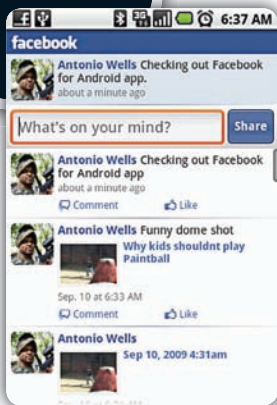 6:37 AM
facebook
Antonio Wells Checking out Facebook
for Android app.
about a minute ago
What's on your mind?
Share
Antonio Wells Checking out Facebook
for Android app
about a minute ago
Comment Like
Antonio Wells Funny dome shot
Why kids shouldnt play
Paintball
Sep. 10 at 6:33 AM
Comment Like
Antonio Wells
Sep 10, 2009 4:31am